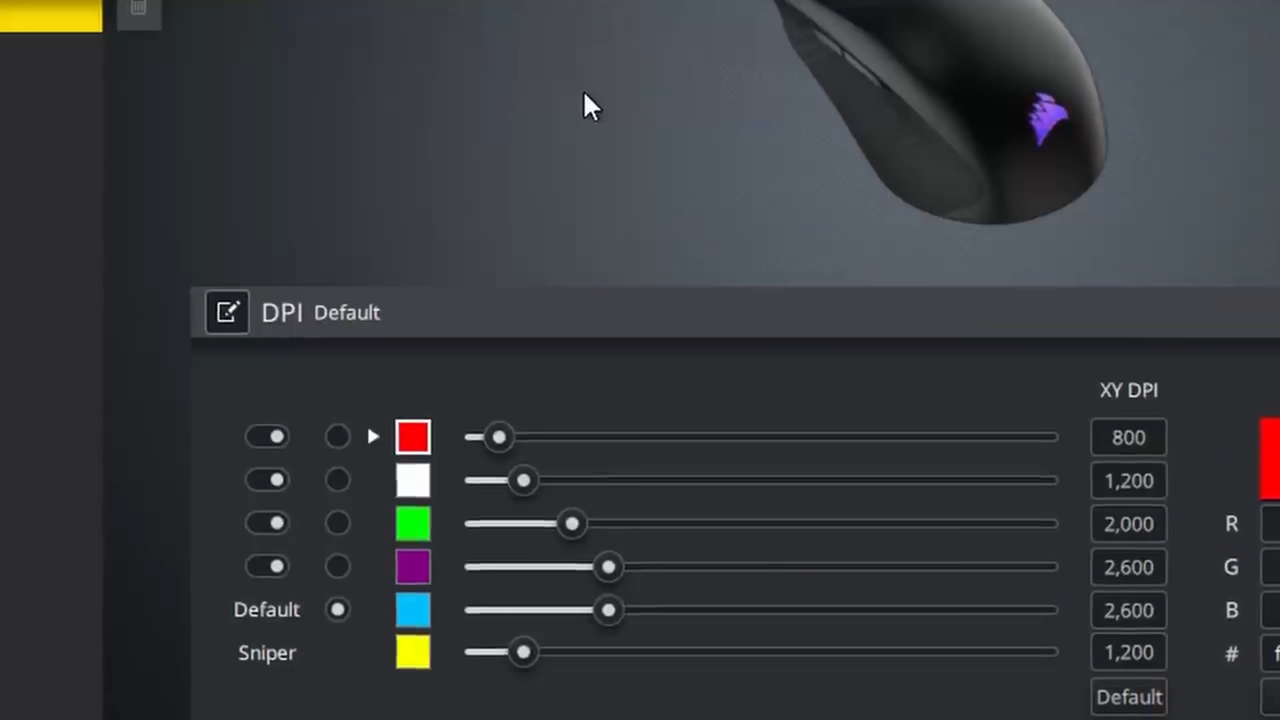 DPI Default
XY DPI
800
1,200
2,000 R
2,600 G
Default 2,600 B
Sniper 1,200 #
Default